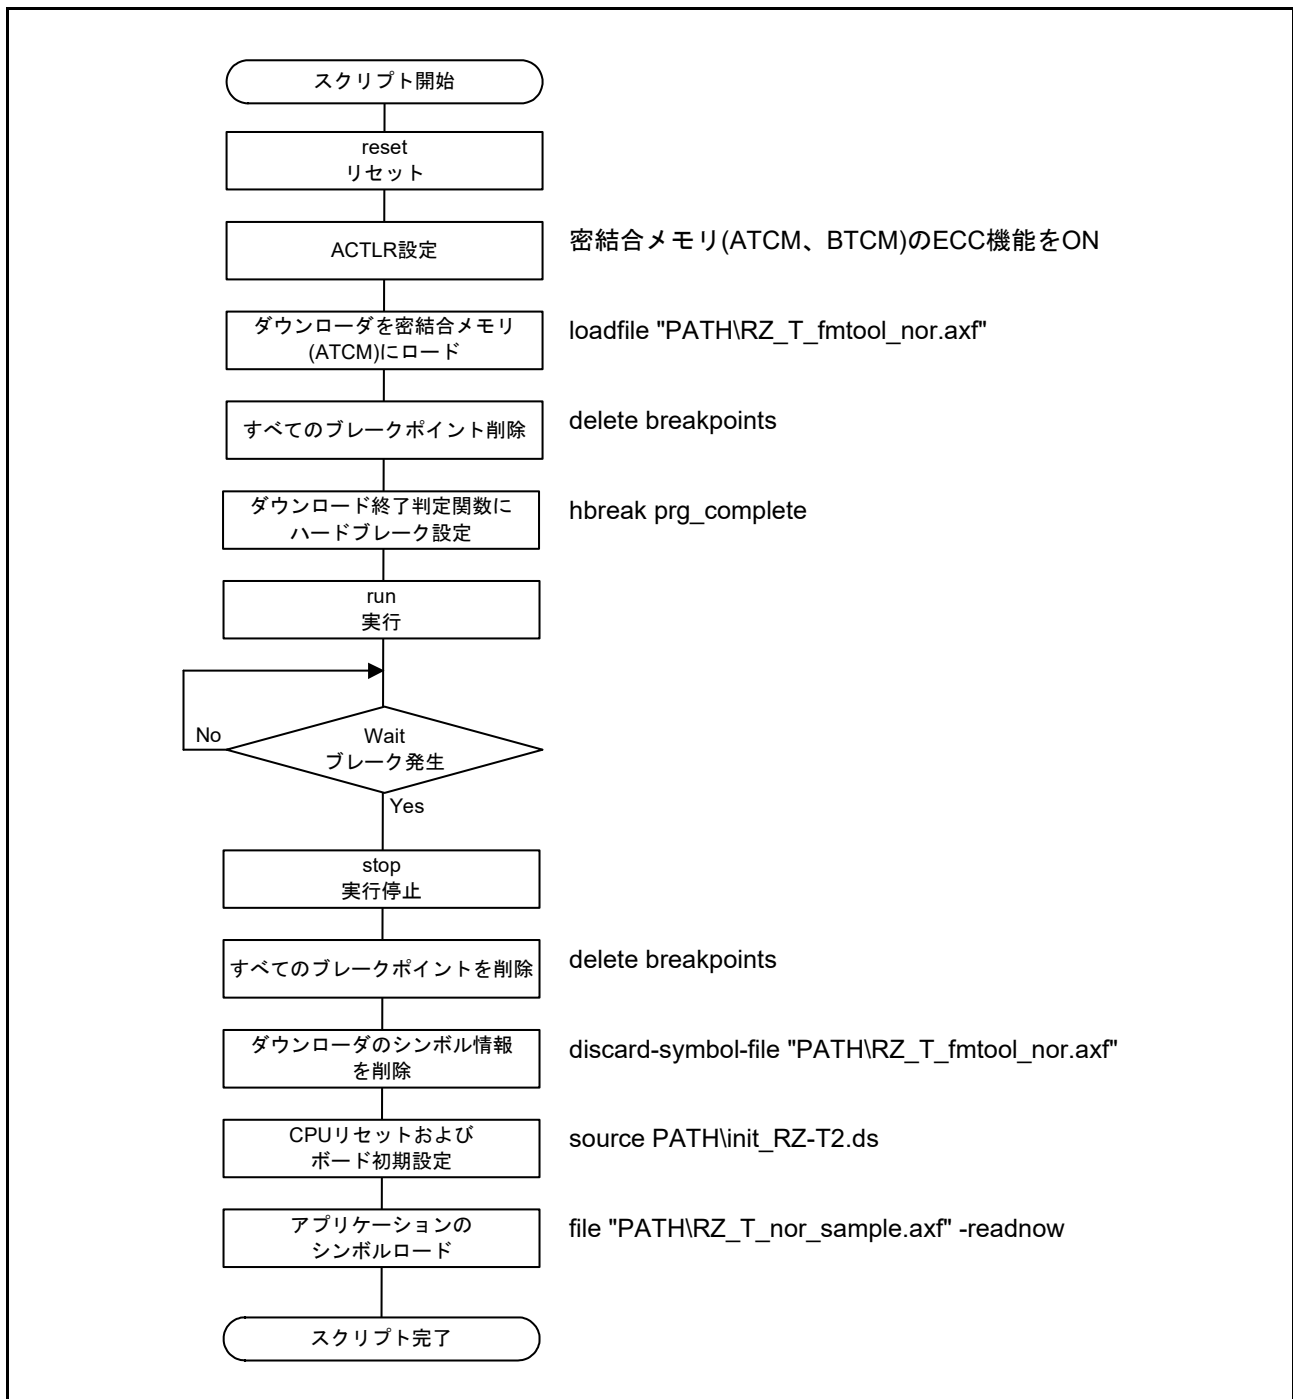 スクリプト開始
reset
リセット
ACTLR設定
密結合メモリ(ATCM、BTCM)のECC機能をON
ダウンローダを密結合メモリ
(ATCM)にロード
loadfile "PATH\RZ_T_fmtool_nor.axf"
すべてのブレークポイント削除
delete breakpoints
ダウンロード終了判定関数に
ハードブレーク設定
hbreak prg_complete
run
実行
No
Wait
ブレーク発生
Yes
stop
実行停止
すべてのブレークポイントを削除
delete breakpoints
ダウンローダのシンボル情報
を削除
discard-symbol-file "PATH\RZ_T_fmtool_nor.axf"
CPUリセットおよび
ボード初期設定
source PATH\init_RZ-T2.ds
アプリケーションの
シンボルロード
file "PATH\RZ_T_nor_sample.axf" -readnow
スクリプト完了